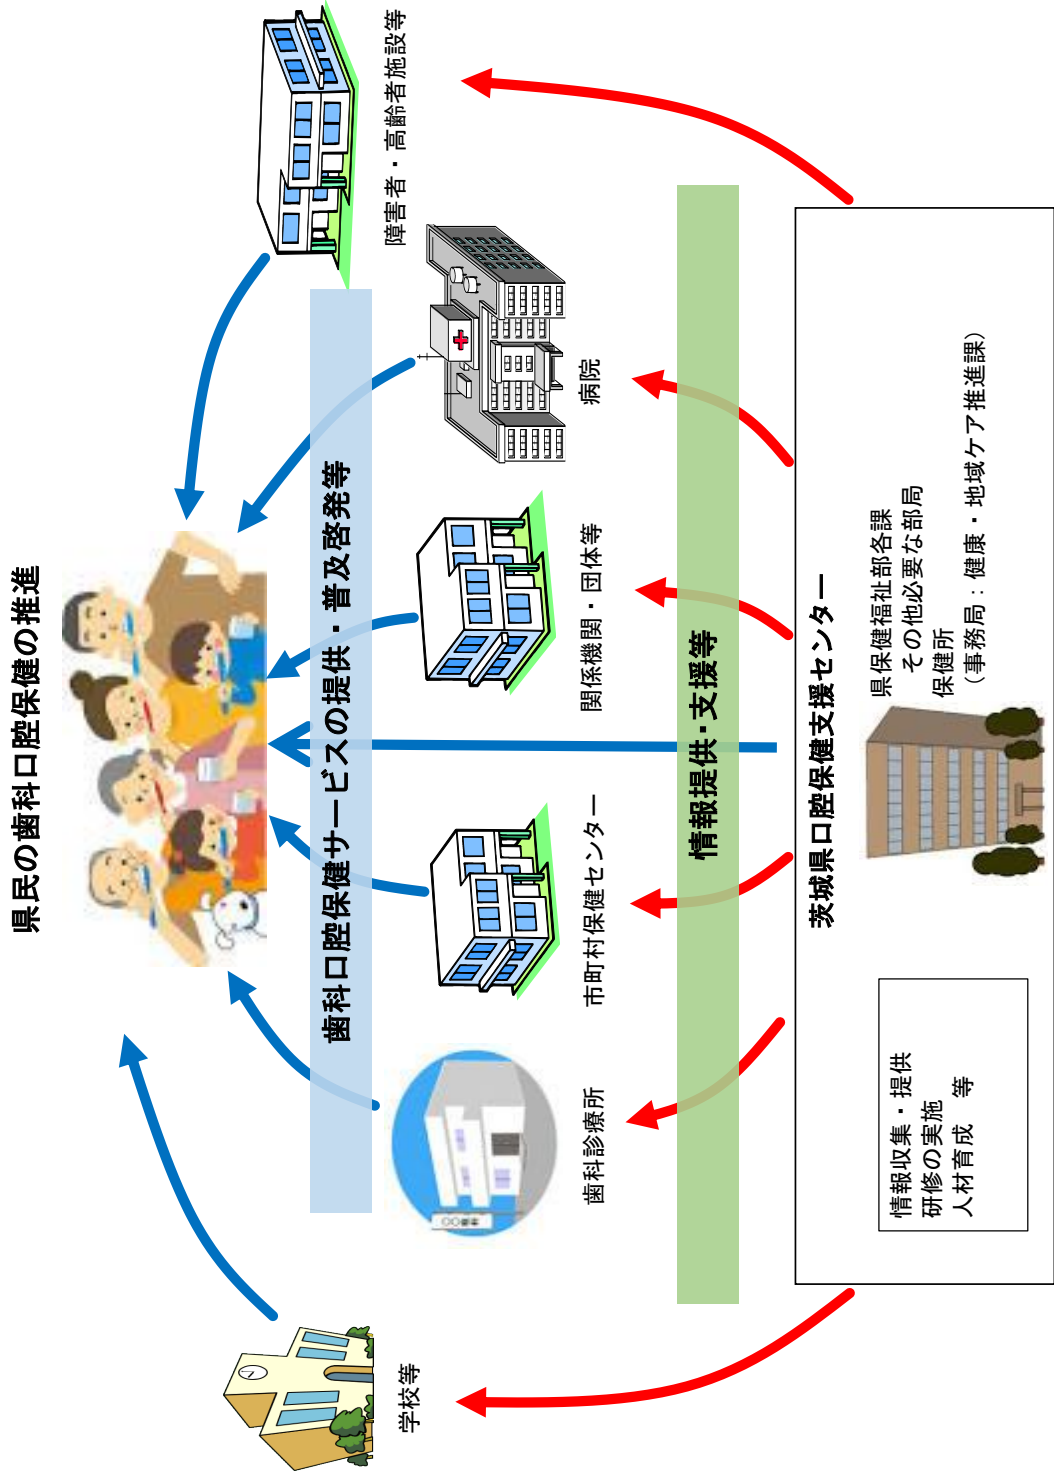 県民の歯科口腔保健の推進
歯科口腔保健サービスの提供・普及啓発等
学校等
歯科診療所
市町村保健センター
関係機関・団体等
病院
障害者・高齢者施設等
情報提供・支援等
茨城県口腔保健支援センター
情報収集・提供
研修の実施
人材育成　等
県保健福祉部各課
その他必要な部局
保健所
（事務局：健康・地域ケア推進課）